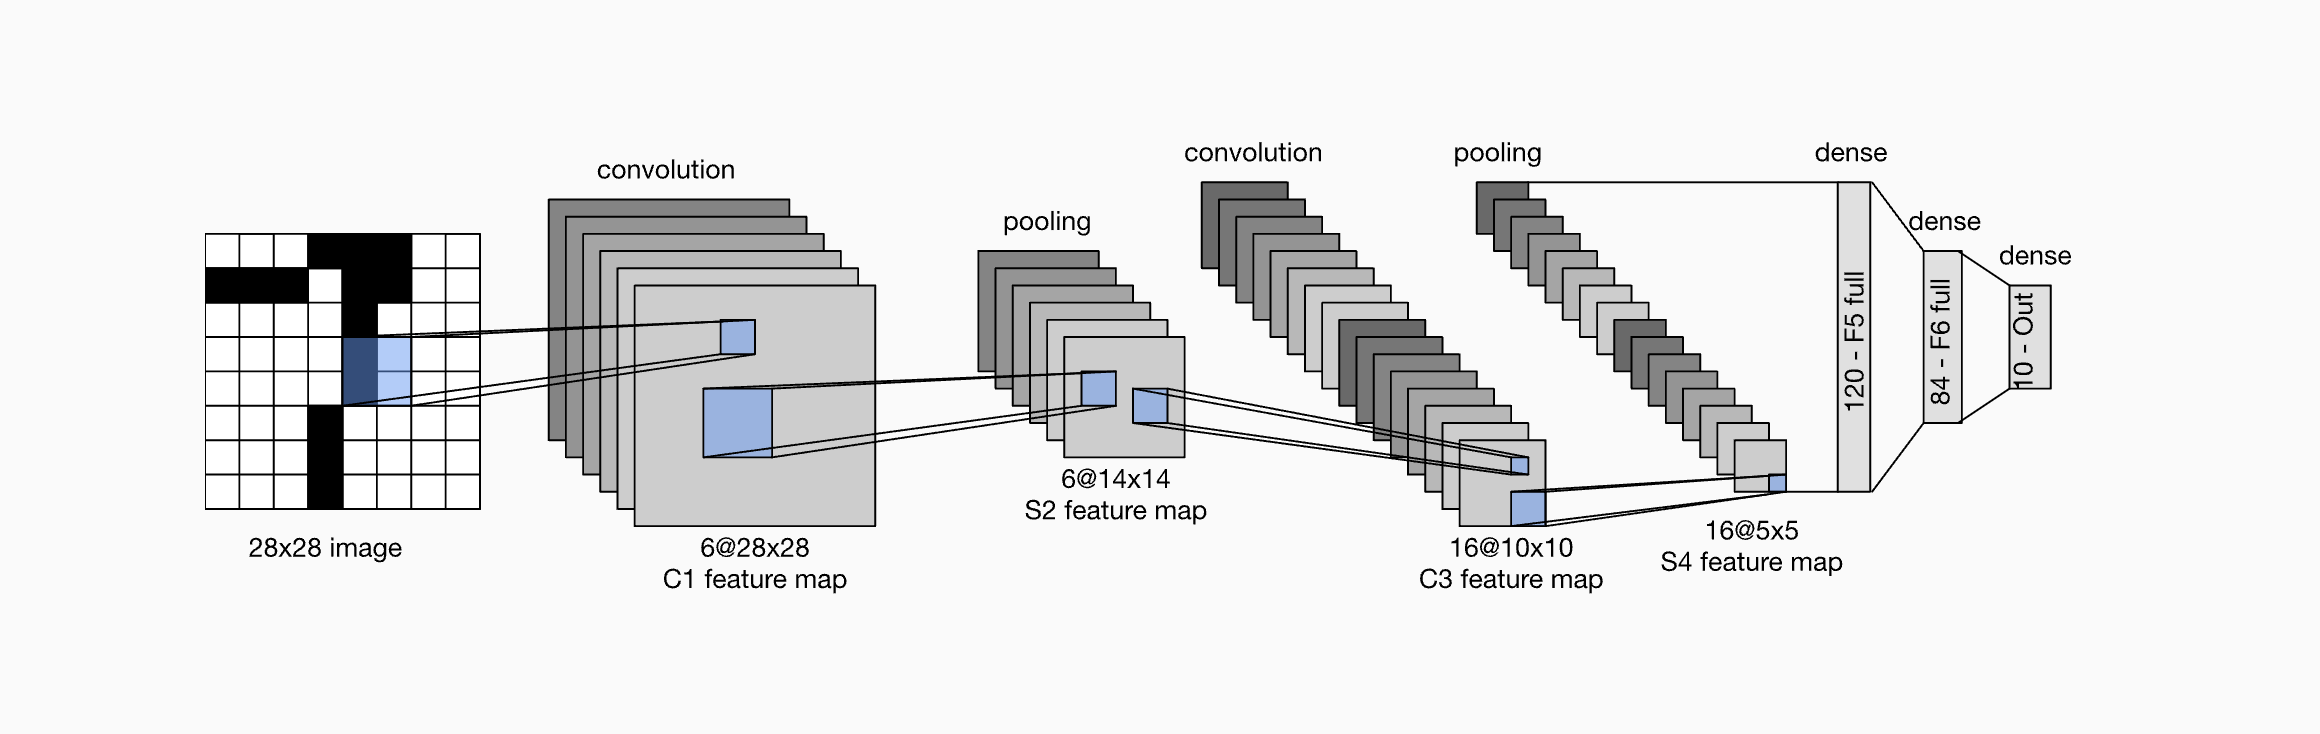 convolution
28x28 image
6@28x28
C1 feature map
pooling
6@14x14
S2 feature map
convolution
16@10x10
C3 feature map
pooling
16@5x5
S4 feature map
dense
120 - F5 full
dense
84 - F6 full
dense
10 - Out